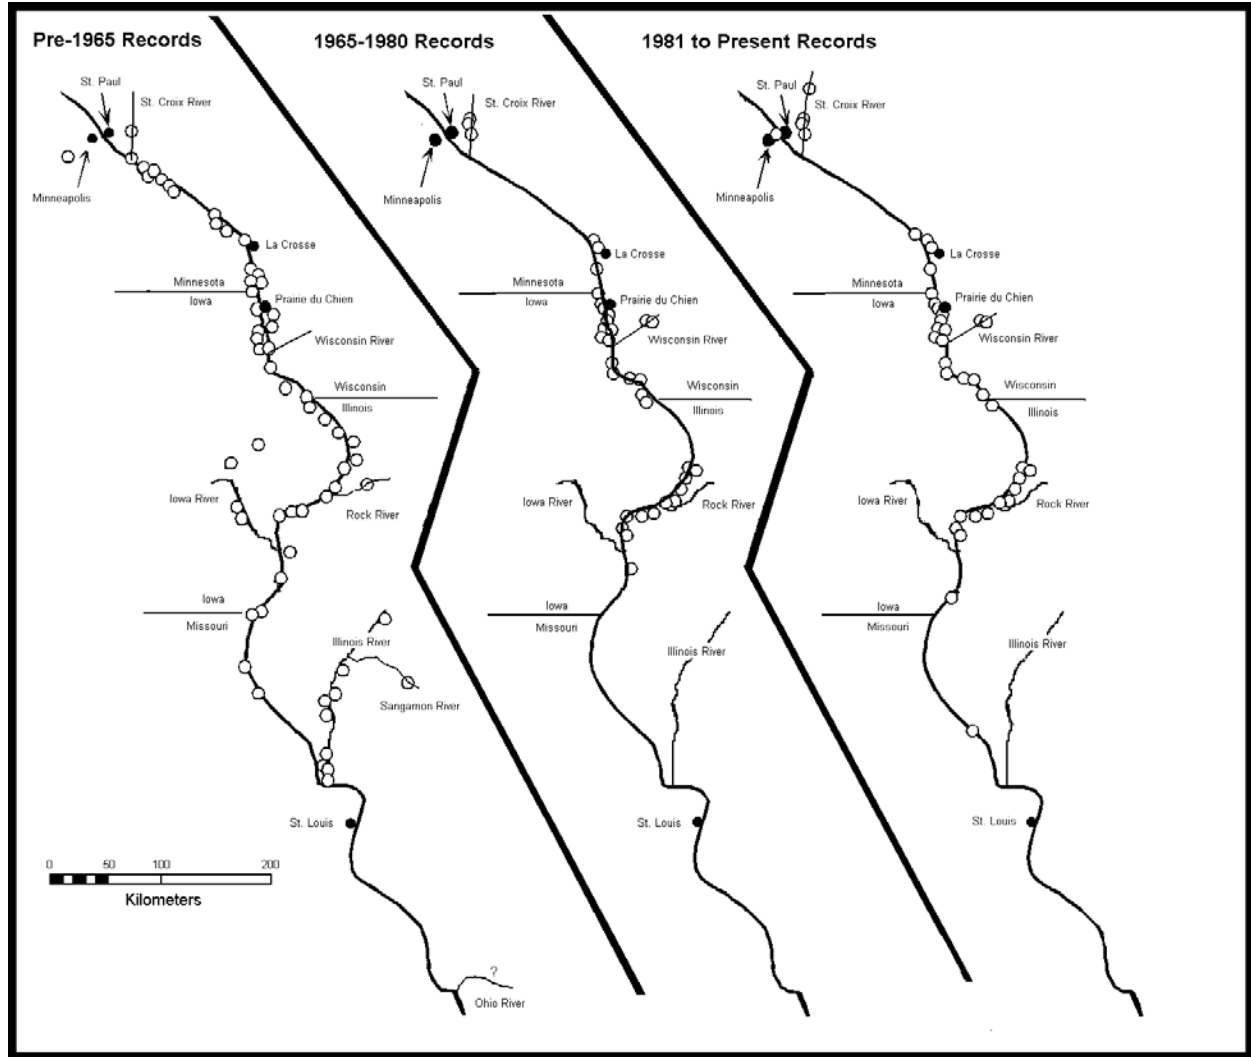 Pre-1965 Records
St. Paul
St. Croix River
Minneapolis
La Crosse
Minnesota
Iowa
Prairie du Chien
Wisconsin River
Wisconsin
Illinois
Iowa River
Rock River
Iowa
Missouri
Illinois River
Sangamon River
St. Louis
0 50 100 200
Kilometers
?
Ohio River
1965-1980 Records
St. Paul
St. Croix River
Minneapolis
La Crosse
Minnesota
Iowa
Prairie du Chien
Wisconsin River
Wisconsin
Illinois
Iowa River
Rock River
Iowa
Missouri
Illinois River
St. Louis
1981 to Present Records
St. Paul
St. Croix River
Minneapolis
La Crosse
Minnesota
Iowa
Prairie du Chien
Wisconsin River
Wisconsin
Illinois
Iowa River
Rock River
Iowa
Missouri
Illinois River
St. Louis